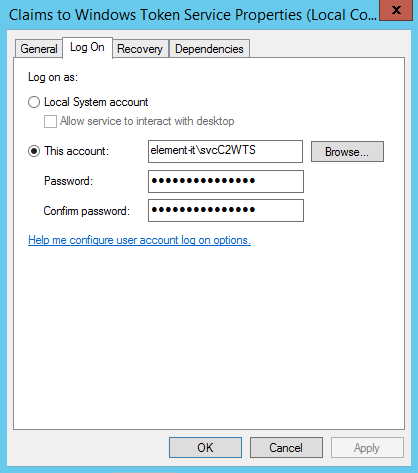 Claims to Windows Token Service Properties (Local Co... x
General Log On Recovery Dependencies
Log on as:
Local System account
Allow service to interact with desktop
This account: element-it\svcC2WTS Browse...
Password: •••••••••••••••
Confirm password: •••••••••••••••
Help me configure user account log on options.
OK Cancel Apply